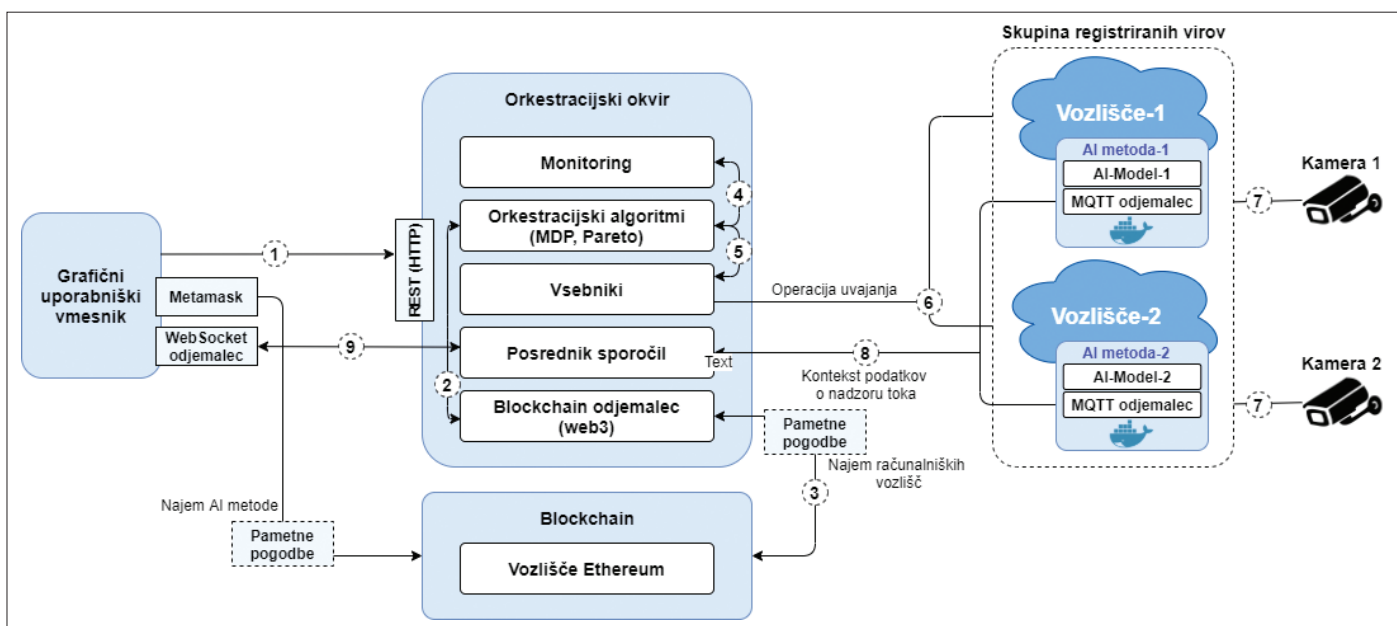 Skupina registriranih virov
Orkestracijski okvir
Monitoring
4
Orkestracijski algoritmi
(MDP, Pareto)
5
Vsebniki
Posrednik sporočil
Text
2
Blockchain odjemalec
(web3)
REST (HTTP)
1
Grafični
uporabniški
vmesnik
Metamask
WebSocket
odjemalec
9
Operacija uvajanja
6
8
Kontekst podatkov
o nadzoru toka
Pametne
pogodbe
Najem računalniških
vozlišč
3
Najem AI metode
Pametne
pogodbe
Blockchain
Vozlišče Ethereum
Vozlišče-1
AI metoda-1
AI-Model-1
MQTT odjemalec
7
Kamera 1
Vozlišče-2
AI metoda-2
AI-Model-2
MQTT odjemalec
7
Kamera 2